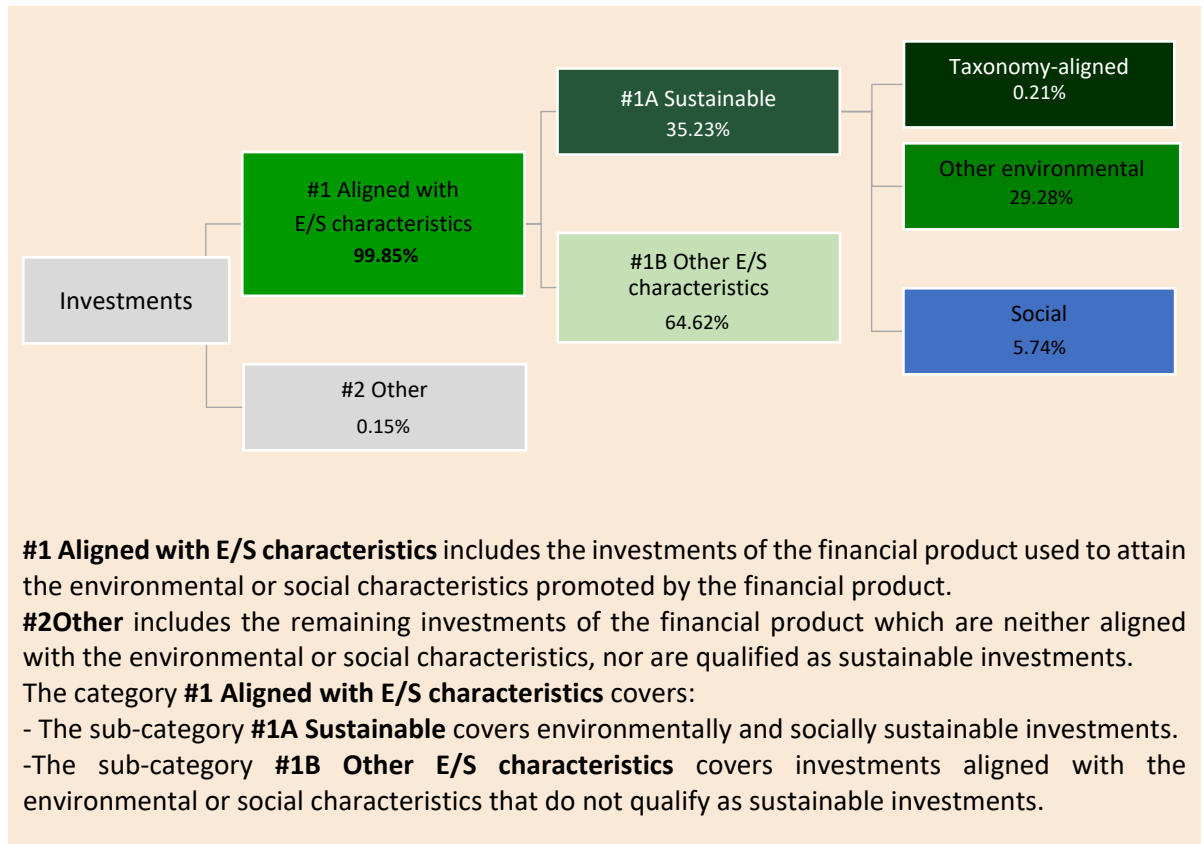 Taxonomy-aligned
0.21%
#1A Sustainable
35.23%
Other environmental
29.28%
#1 Aligned with
E/S characteristics
99.85%
#1B Other E/S
characteristics
64.62%
Investments
Social
5.74%
#2 Other
0.15%
#1 Aligned with E/S characteristics includes the investments of the financial product used to attain
the environmental or social characteristics promoted by the financial product.
#2Other includes the remaining investments of the financial product which are neither aligned
with the environmental or social characteristics, nor are qualified as sustainable investments.
The category #1 Aligned with E/S characteristics covers:
- The sub-category #1A Sustainable covers environmentally and socially sustainable investments.
-The sub-category #1B Other E/S characteristics covers investments aligned with the
environmental or social characteristics that do not qualify as sustainable investments.